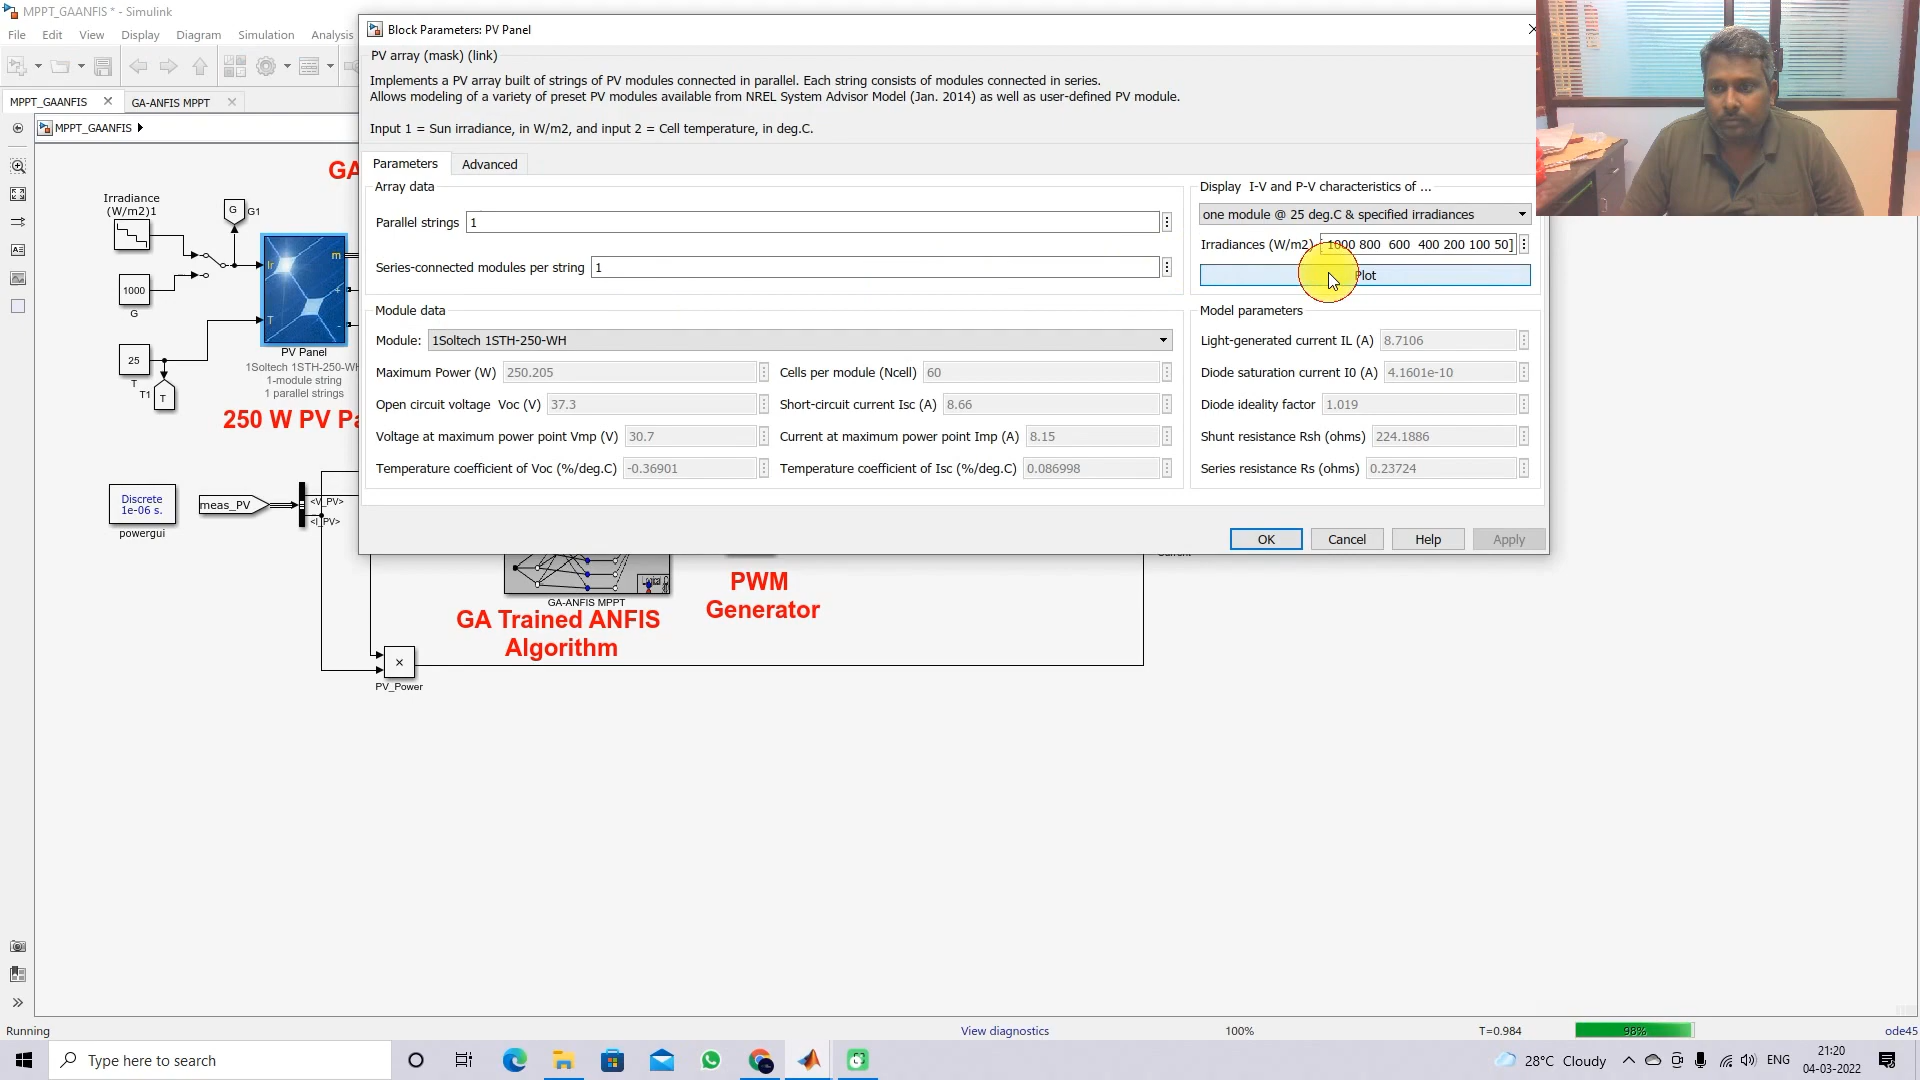 MPPT_GAANFIS * - Simulink
File Edit View Display Diagram Simulation Analysis
MPPT_GAANFIS
GA-ANFIS MPPT
MPPT_GAANFIS
GA
Irradiance
(W/m2)1
G
G1
Ir
m
+
1000
G
T
-
25
T
T1
T
PV Panel
1Soltech 1STH-250-WH
1-module string
1 parallel strings
250 W PV Pa
Discrete
1e-06 s.
powergui
meas_PV
<V_PV>
<I_PV>
GA-ANFIS MPPT
GA Trained ANFIS
Algorithm
PWM
Generator
×
PV_Power
Block Parameters: PV Panel
PV array (mask) (link)
Implements a PV array built of strings of PV modules connected in parallel. Each string consists of modules connected in series.
Allows modeling of a variety of preset PV modules available from NREL System Advisor Model (Jan. 2014) as well as user-defined PV module.
Input 1 = Sun irradiance, in W/m2, and input 2 = Cell temperature, in deg.C.
Parameters Advanced
Array data
Parallel strings 1
Series-connected modules per string 1
Display I-V and P-V characteristics of ...
one module @ 25 deg.C & specified irradiances
Irradiances (W/m2) [ 1000 800 600 400 200 100 50]
Plot
Module data
Module: 1Soltech 1STH-250-WH
Maximum Power (W) 250.205
Cells per module (Ncell) 60
Open circuit voltage Voc (V) 37.3
Short-circuit current Isc (A) 8.66
Voltage at maximum power point Vmp (V) 30.7
Current at maximum power point Imp (A) 8.15
Temperature coefficient of Voc (%/deg.C) -0.36901
Temperature coefficient of Isc (%/deg.C) 0.086998
Model parameters
Light-generated current IL (A) 8.7106
Diode saturation current I0 (A) 4.1601e-10
Diode ideality factor 1.019
Shunt resistance Rsh (ohms) 224.1886
Series resistance Rs (ohms) 0.23724
OK Cancel Help Apply
Running
View diagnostics
100%
T=0.984
98%
ode45
Type here to search
28°C Cloudy
ENG
21:20
04-03-2022